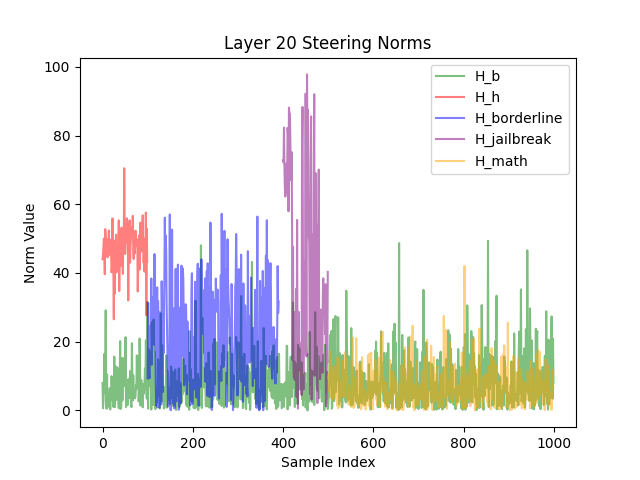 Layer 20 Steering Norms
100
80
60
40
20
0
Norm Value
H_b
H_h
H_borderline
H_jailbreak
H_math
0
200
400
600
800
1000
Sample Index